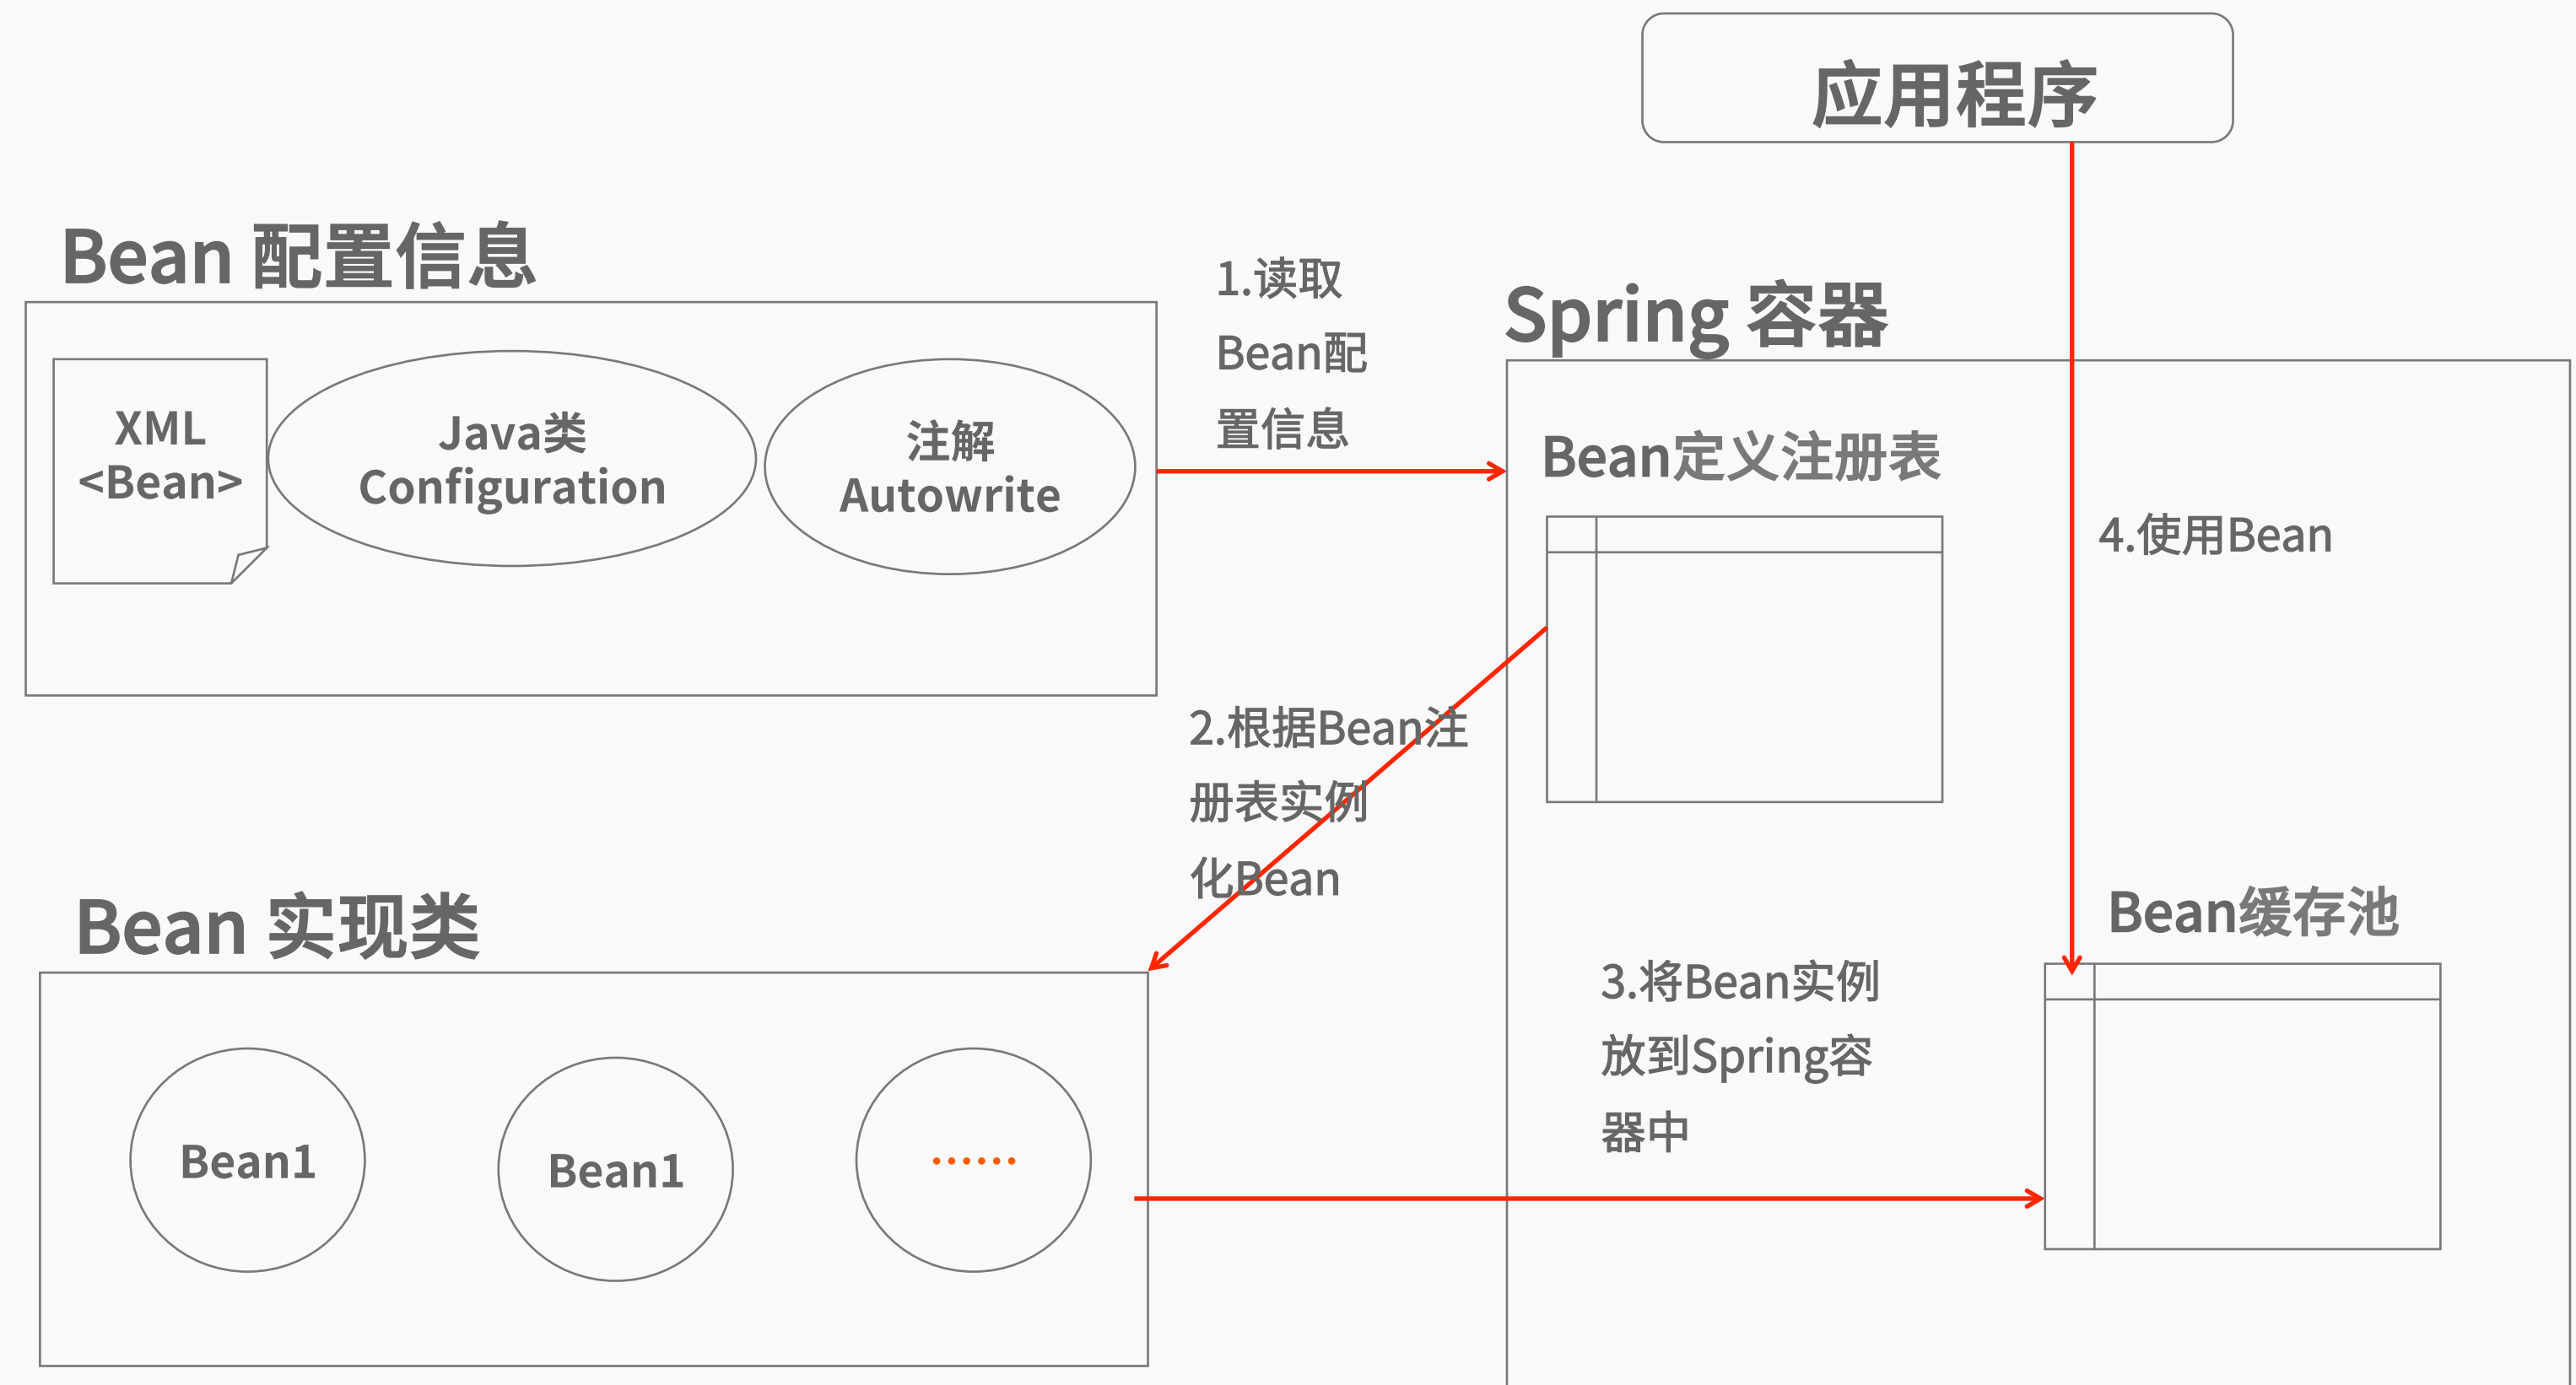 应用程序
Bean 配置信息
XML
<Bean>
Java类
Configuration
注解
Autowrite
1.读取
Bean配
置信息
Spring 容器
Bean定义注册表
4.使用Bean
2.根据Bean注
册表实例
化Bean
Bean 实现类
Bean1
Bean1
······
3.将Bean实例
放到Spring容
器中
Bean缓存池